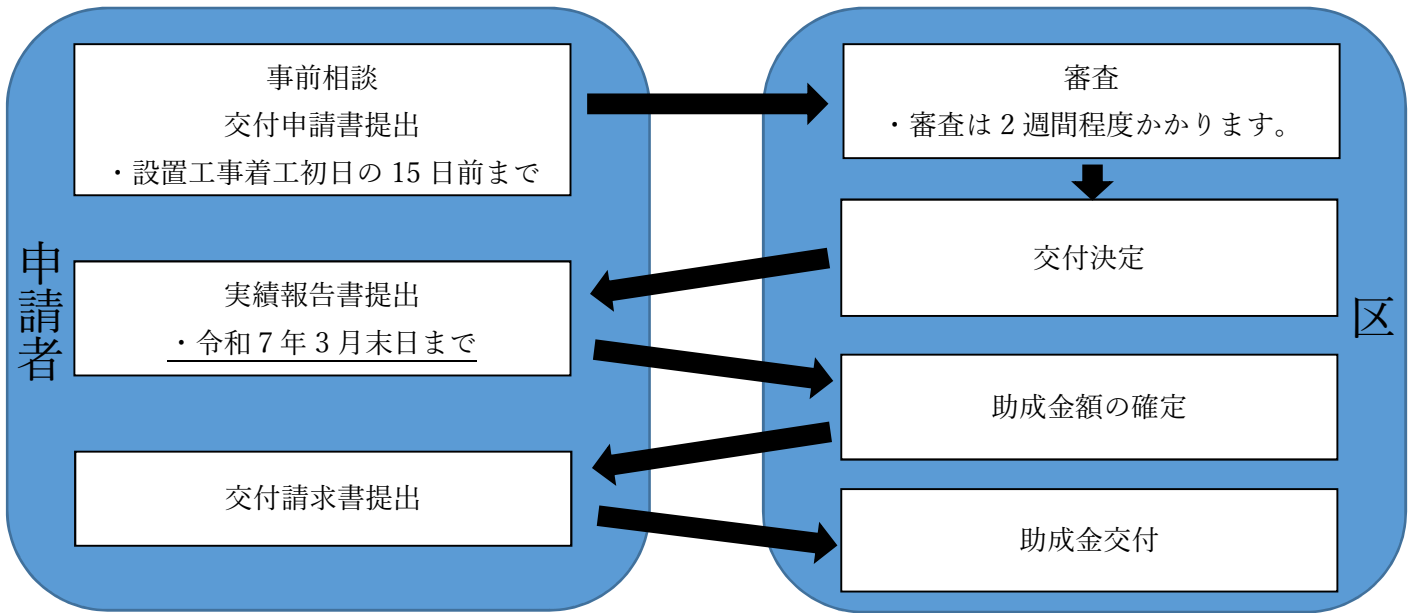 申請者
事前相談
交付申請書提出
・設置工事着工初日の 15 日前まで
実績報告書提出
・令和 7 年 3 月末日まで
交付請求書提出
区
審査
・審査は 2 週間程度かかります。
交付決定
助成金額の確定
助成金交付